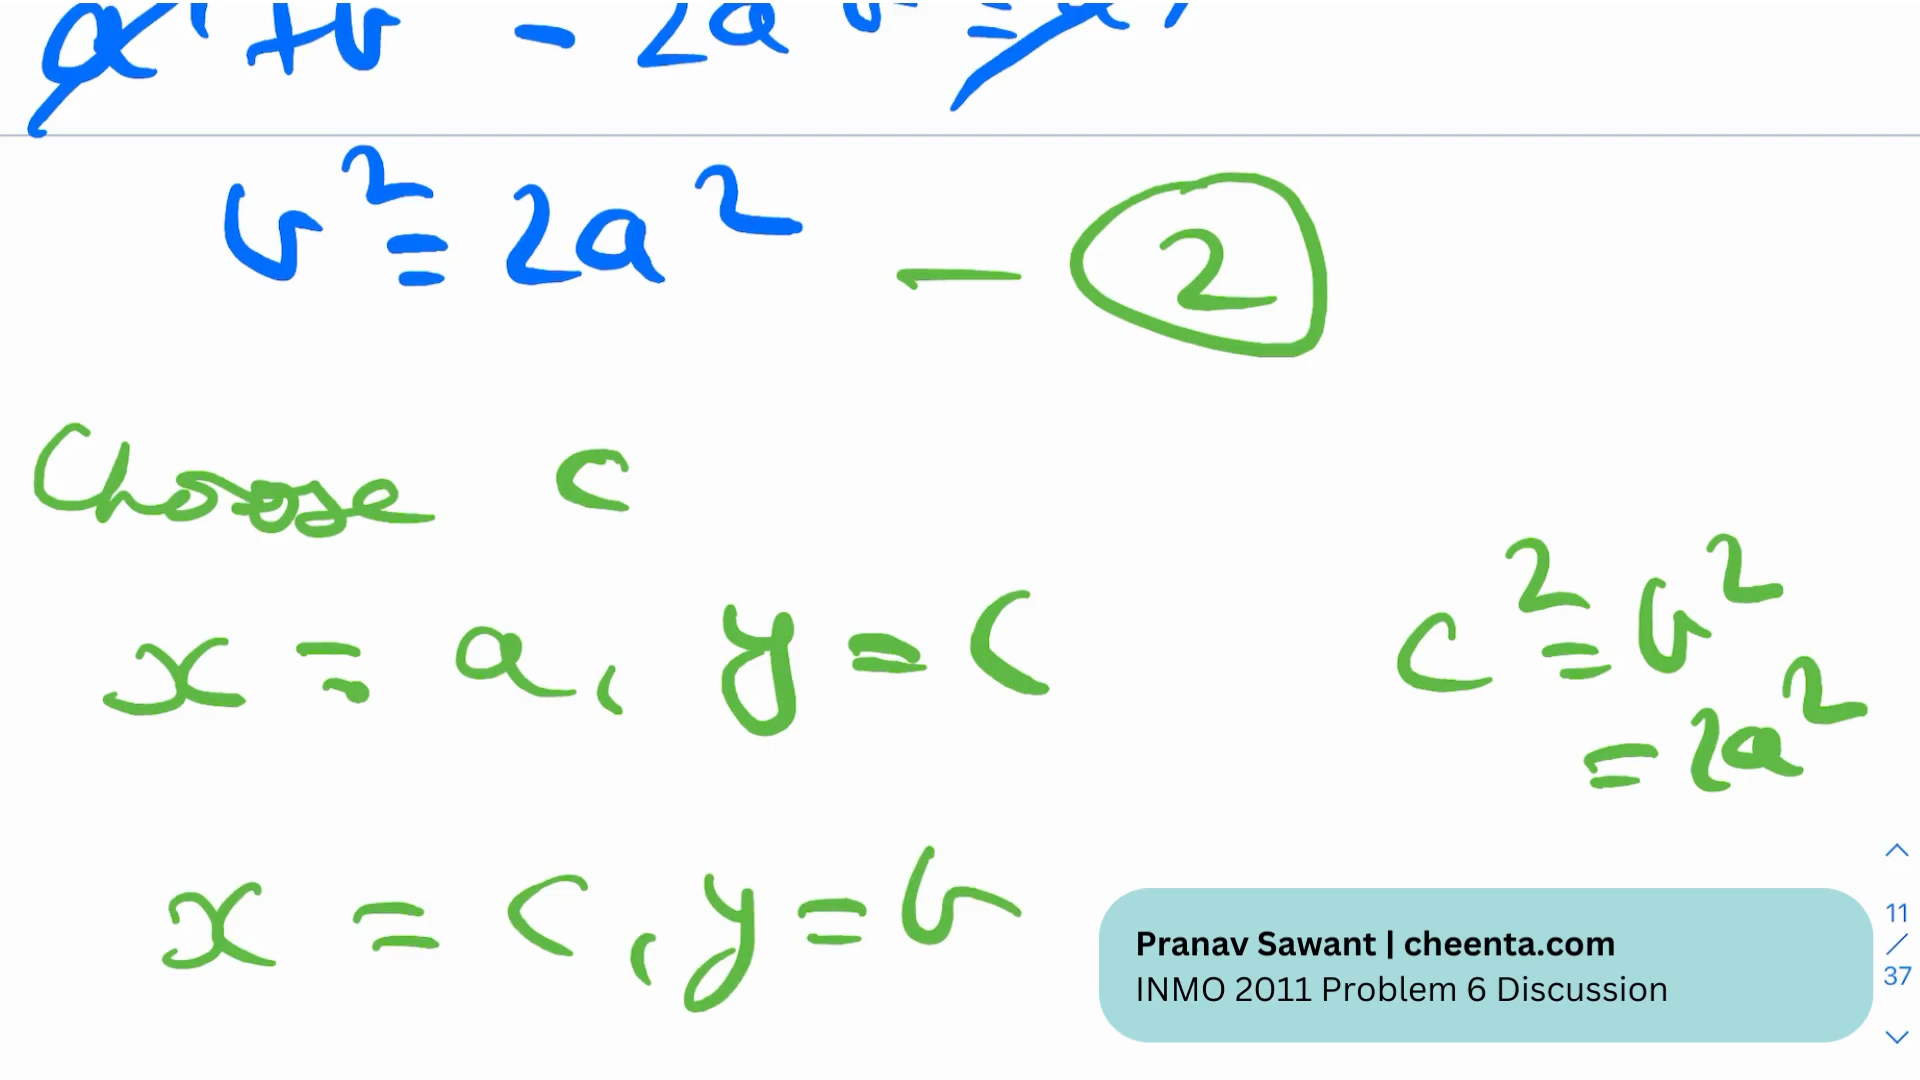 b² = 2a² — 2
Choose c
x = a, y = c
c² = b²
= 2a²
x = c, y = b
Pranav Sawant | cheenta.com
INMO 2011 Problem 6 Discussion
11
/
37